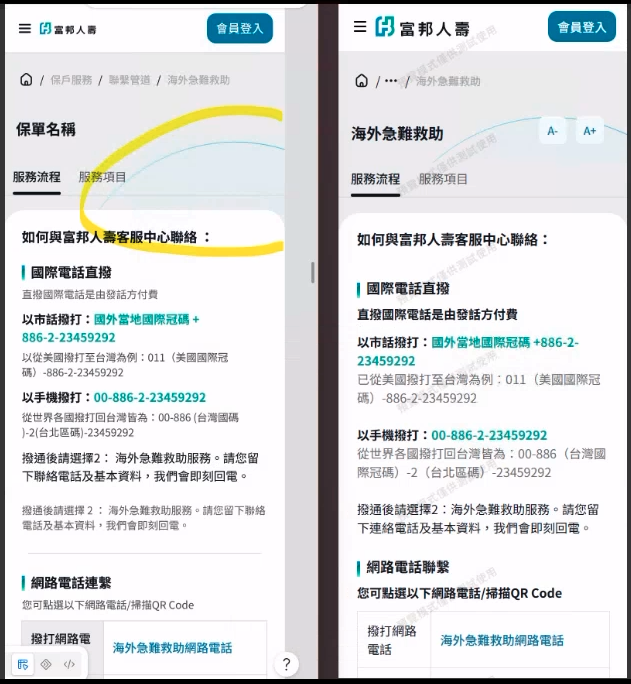 富邦人壽
會員登入
/ 保戶服務 / 聯繫管道 / 海外急難救助
保單名稱
服務流程
服務項目
如何與富邦人壽客服中心聯絡：
國際電話直撥
直撥國際電話是由發話方付費
以市話撥打：國外當地國際冠碼 +
886-2-23459292
以從美國撥打至台灣為例：011（美國國際冠
碼）-886-2-23459292
以手機撥打：00-886-2-23459292
從世界各國撥打回台灣皆為：00-886 (台灣國碼
)-2(台北區碼)-23459292
撥通後請選擇2： 海外急難救助服務。請您留
下聯絡電話及基本資料，我們會即刻回電。
撥通後請選擇 2 ： 海外急難救助服務。請您留下聯絡
電話及基本資料，我們會即刻回電。
網路電話連繫
您可點選以下網路電話/掃描QR Code
撥打網路電
海外急難救助網路電話
</>
?
富邦人壽
會員登入
/ ··· / 海外急難救助
海外急難救助
A-
A+
服務流程
服務項目
如何與富邦人壽客服中心聯絡：
國際電話直撥
直撥國際電話是由發話方付費
以市話撥打：國外當地國際冠碼 +886-2-
23459292
已從美國撥打至台灣為例：011（美國國際冠
碼）-886-2-23459292
以手機撥打：00-886-2-23459292
從世界各國撥打回台灣皆為：00-886（台灣國
際冠碼）-2（台北區碼）-23459292
撥通後請選擇2：海外急難救助服務。請您留
下連絡電話及基本資料，我們會即刻回電。
網路電話聯繫
您可點選以下網路電話/掃描QR Code
撥打網路
電話
海外急難救助網路電話